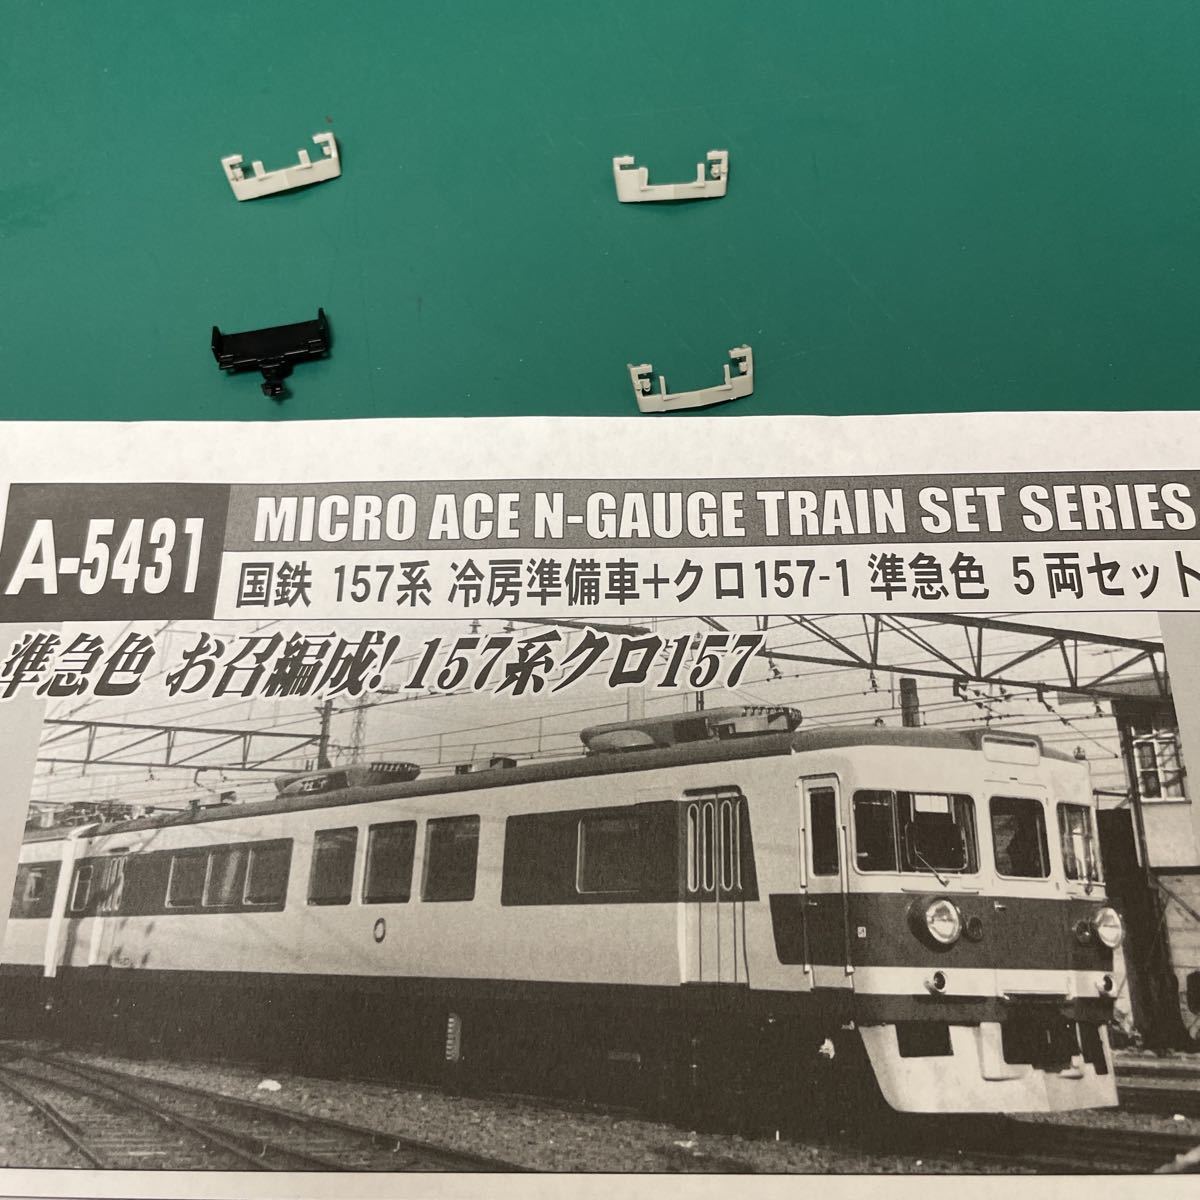 A-5431
MICRO ACE N-GAUGE TRAIN SET SERIES
国鉄 157系 冷房準備車+クロ157-1 準急色 5両セット
準急色 お召編成! 157系クロ157